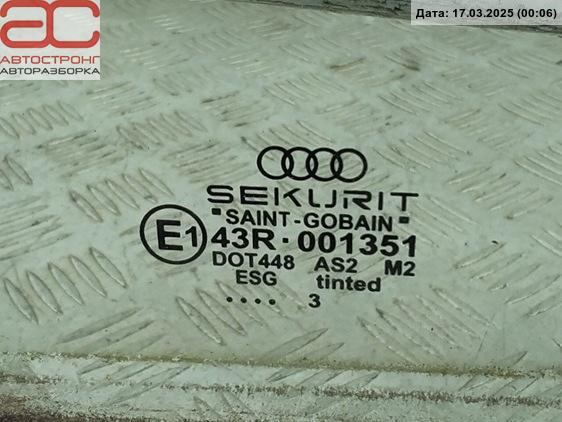 Дата: 17.03.2025 (00:06)
ac
АВТОСТРОНГ
АВТОРАЗБОРКА
SEKURIT
"SAINT-GOBAIN"
E1 43R·001351
DOT448 AS2 M2
ESG tinted
.... 3